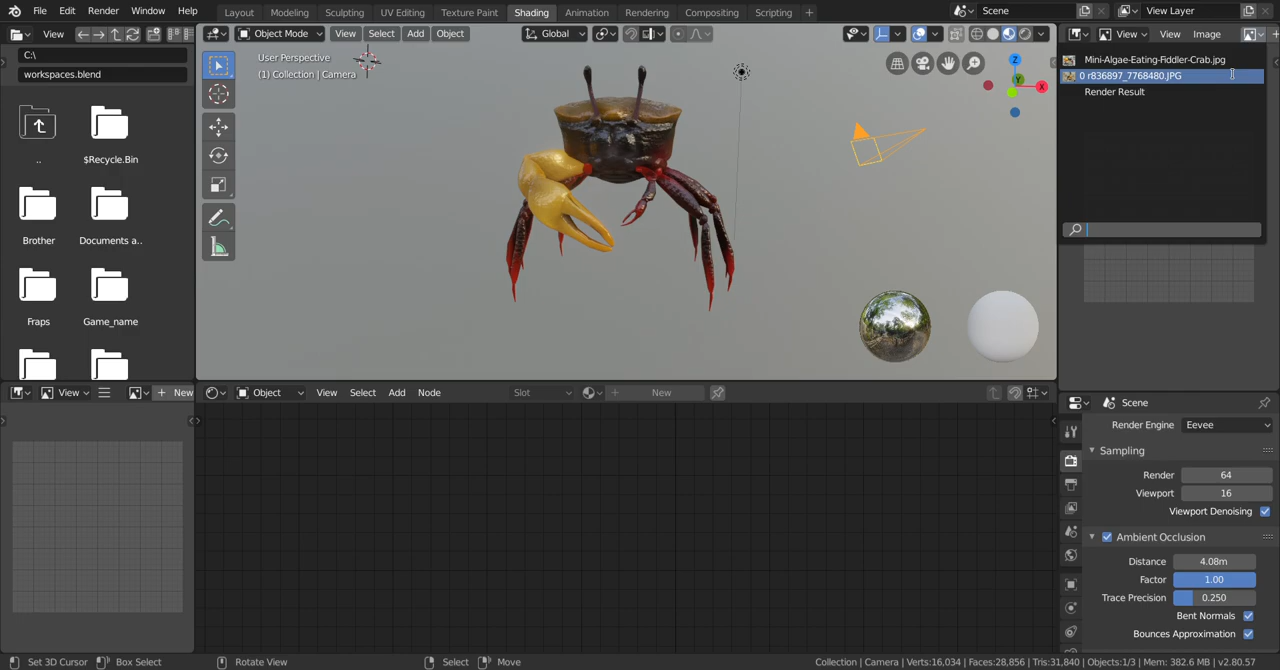 File Edit Render Window Help Layout Modeling Sculpting UV Editing Texture Paint Shading Animation Rendering Compositing Scripting + Scene View Layer
View Object Mode View Select Add Object Global View View Image
C:\
workspaces.blend
User Perspective
(1) Collection | Camera
Mini-Algae-Eating-Fiddler-Crab.jpg
0 r836897_7768480.JPG
Render Result
Z
Y
X
.. $Recycle.Bin
Brother Documents a..
Fraps Game_name
View New Object View Select Add Node Slot New
Scene
Render Engine Eevee
Sampling
Render 64
Viewport 16
Viewport Denoising
Ambient Occlusion
Distance 4.08m
Factor 1.00
Trace Precision 0.250
Bent Normals
Bounces Approximation
Set 3D Cursor Box Select Rotate View Select Move Collection | Camera | Verts:16,034 | Faces:28,856 | Tris:31,840 | Objects:1/3 | Mem: 382.6 MB | v2.80.57